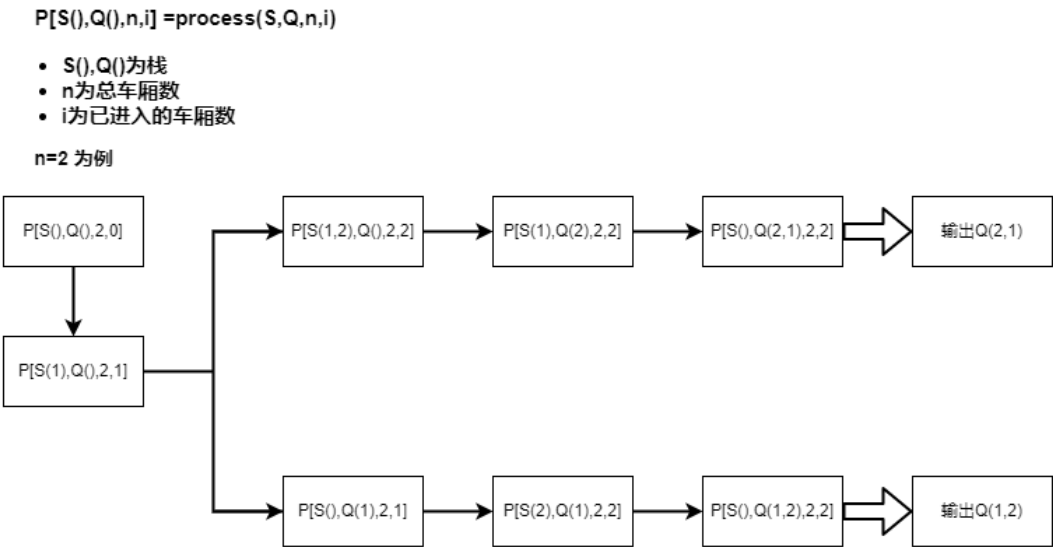 P[S(),Q(),n,i] =process(S,Q,n,i)
• S(),Q()为栈
• n为总车厢数
• i为已进入的车厢数
n=2 为例
P[S(),Q(),2,0]
P[S(1,2),Q(),2,2]
P[S(1),Q(2),2,2]
P[S(),Q(2,1),2,2]
输出Q(2,1)
P[S(1),Q(),2,1]
P[S(),Q(1),2,1]
P[S(2),Q(1),2,2]
P[S(),Q(1,2),2,2]
输出Q(1,2)